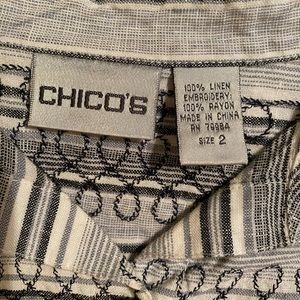 CHICO'S
100% LINEN
EMBROIDERY:
100% RAYON
MADE IN CHINA
RN 79984
SIZE 2